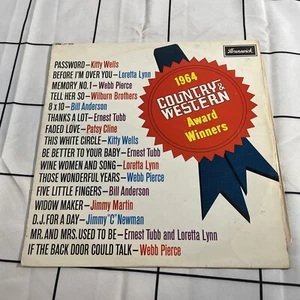 Brunswick
1964
COUNTRY & WESTERN
Award
Winners
PASSWORD—Kitty Wells
BEFORE I'M OVER YOU—Loretta Lynn
MEMORY NO. 1—Webb Pierce
TELL HER SO—Wilburn Brothers
8 x 10—Bill Anderson
THANKS A LOT—Ernest Tubb
FADED LOVE—Patsy Cline
THIS WHITE CIRCLE—Kitty Wells
BE BETTER TO YOUR BABY—Ernest Tubb
WINE WOMEN AND SONG—Loretta Lynn
THOSE WONDERFUL YEARS—Webb Pierce
FIVE LITTLE FINGERS—Bill Anderson
WIDOW MAKER—Jimmy Martin
D.J. FOR A DAY—Jimmy "C" Newman
MR. AND MRS. USED TO BE—Ernest Tubb and Loretta Lynn
IF THE BACK DOOR COULD TALK—Webb Pierce